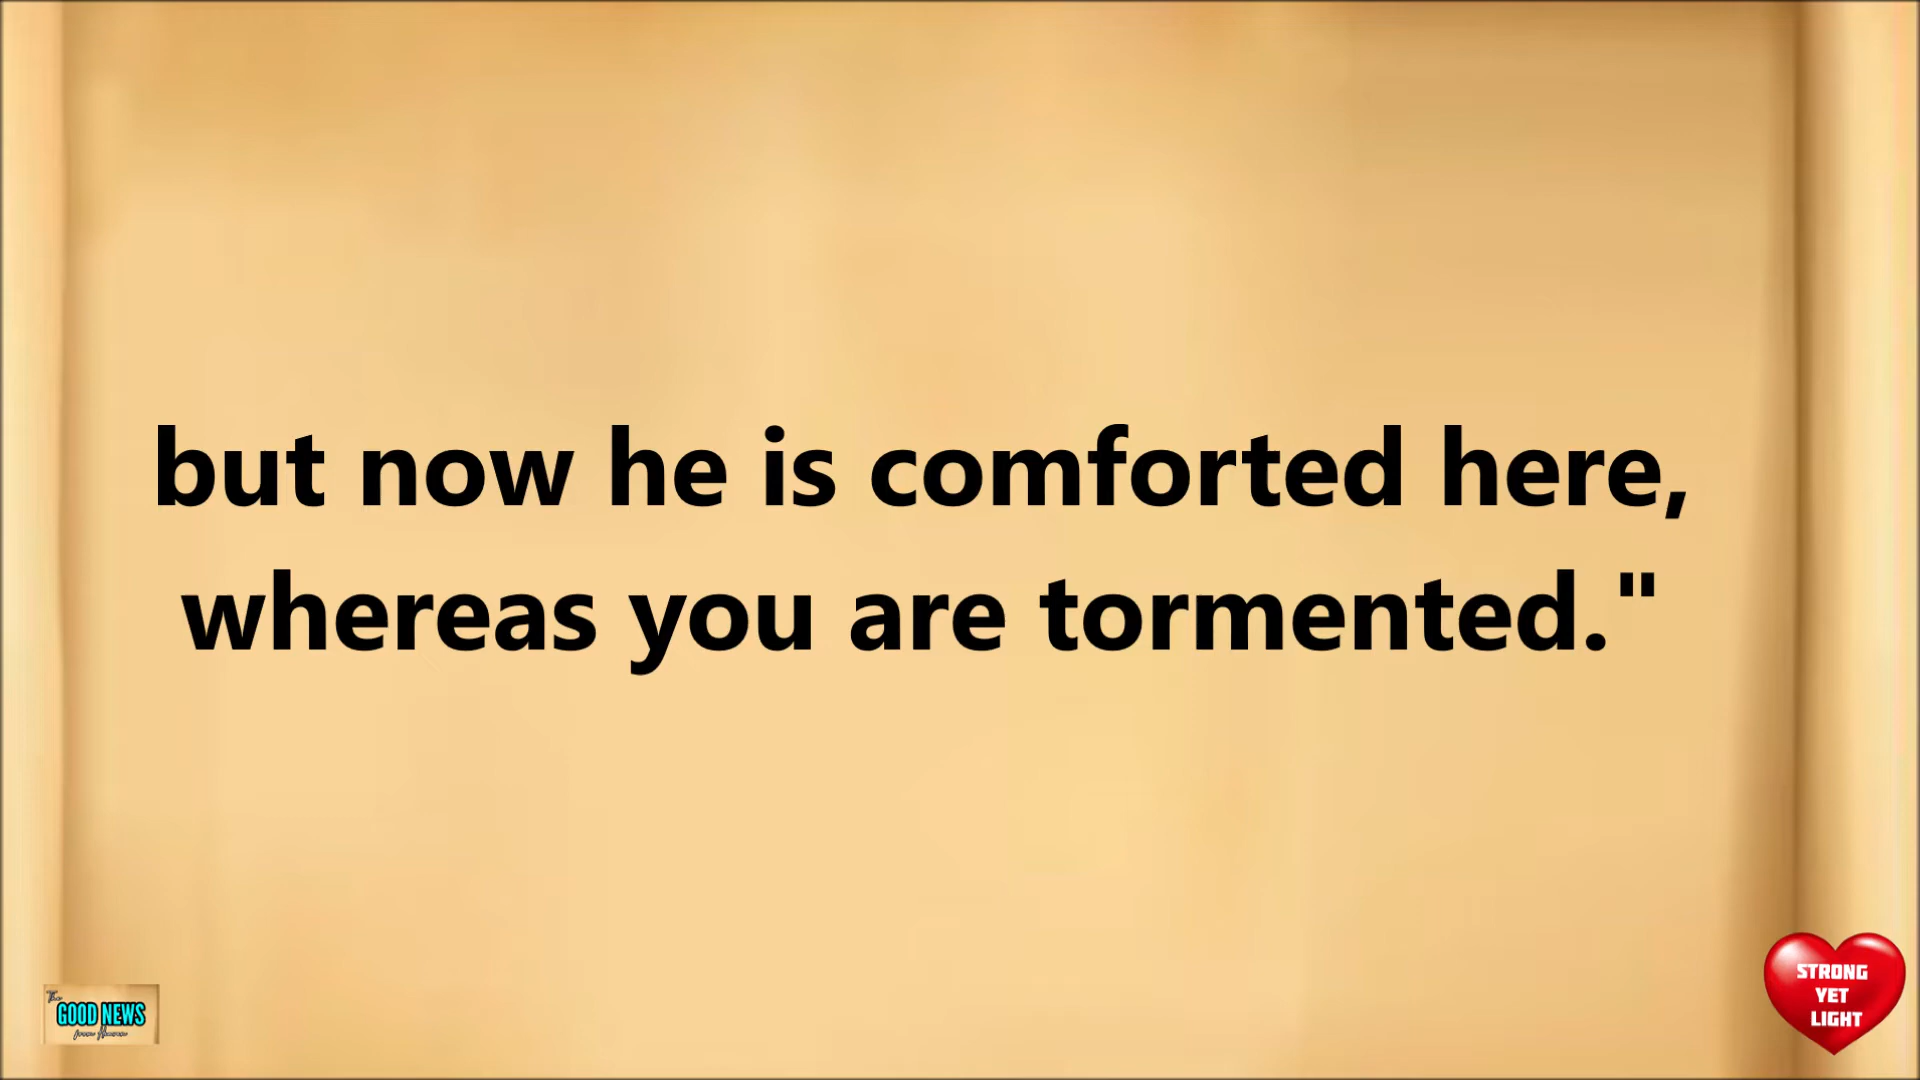 but now he is comforted here,
whereas you are tormented."
The
GOOD NEWS
STRONG
YET
LIGHT